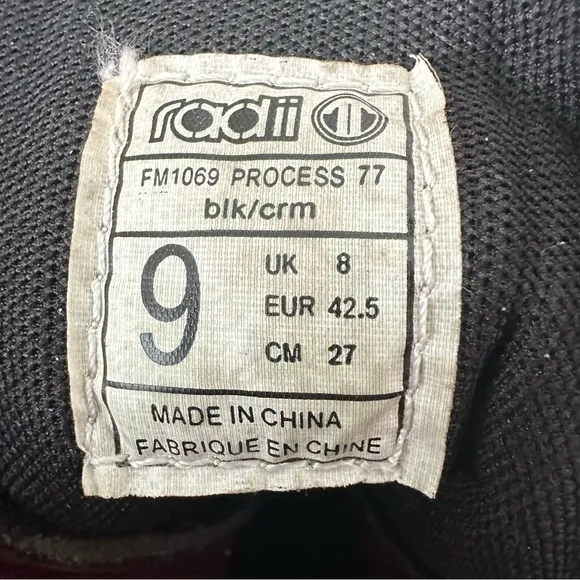 radii
FM1069 PROCESS 77
blk/crm
9
UK 8
EUR 42.5
CM 27
MADE IN CHINA
FABRIQUE EN CHINE